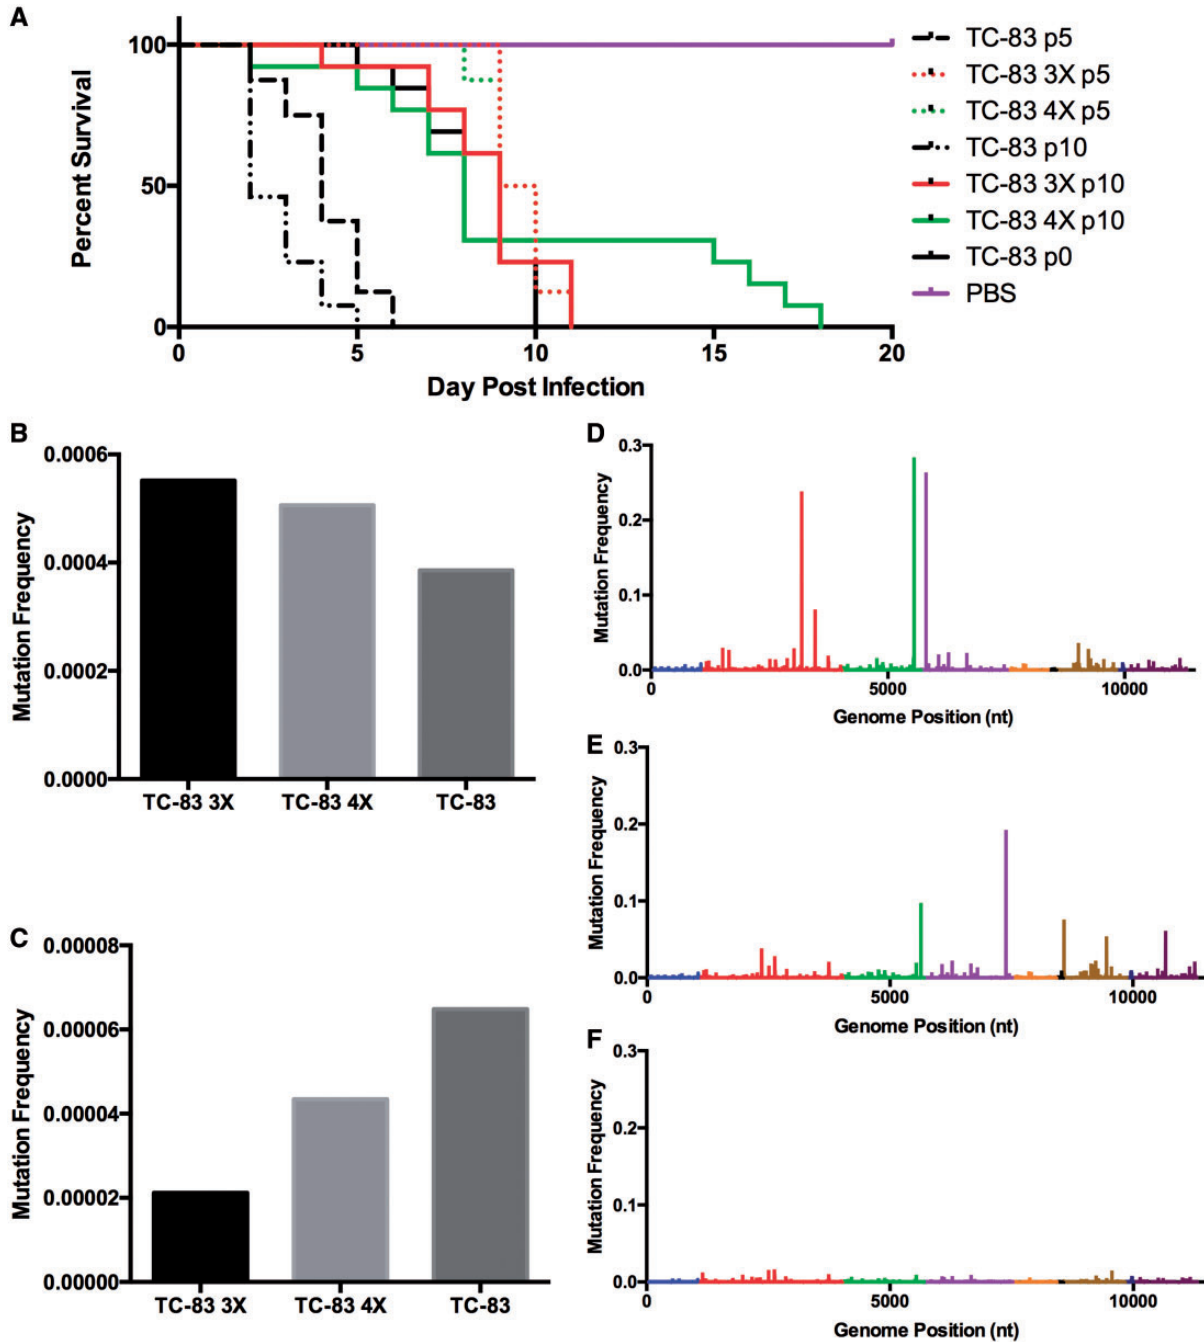 A
Percent Survival
100
50
0
0 5 10 15 20
Day Post Infection
TC-83 p5
TC-83 3X p5
TC-83 4X p5
TC-83 p10
TC-83 3X p10
TC-83 4X p10
TC-83 p0
PBS
B
Mutation Frequency
0.0006
0.0004
0.0002
0.0000
TC-83 3X TC-83 4X TC-83
C
Mutation Frequency
0.00008
0.00006
0.00004
0.00002
0.00000
TC-83 3X TC-83 4X TC-83
D
Mutation Frequency
0.3
0.2
0.1
0.0
0 5000 10000
Genome Position (nt)
E
Mutation Frequency
0.3
0.2
0.1
0.0
0 5000 10000
Genome Position (nt)
F
Mutation Frequency
0.3
0.2
0.1
0.0
0 5000 10000
Genome Position (nt)